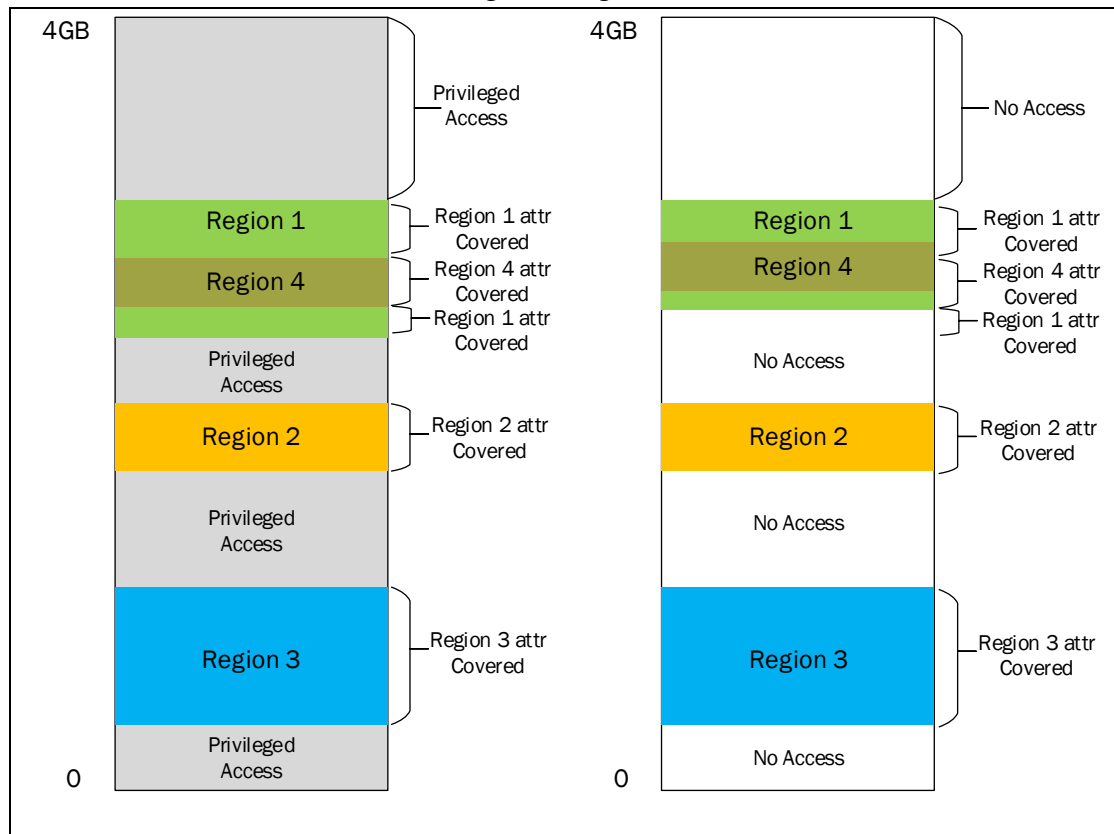 4GB
Privileged
Access
Region 1
Region 1 attr
Covered
Region 4
Region 4 attr
Covered
Region 1 attr
Covered
Privileged
Access
Region 2
Region 2 attr
Covered
Privileged
Access
Region 3
Region 3 attr
Covered
Privileged
Access
0
4GB
No Access
Region 1
Region 1 attr
Covered
Region 4
Region 4 attr
Covered
Region 1 attr
Covered
No Access
Region 2
Region 2 attr
Covered
No Access
Region 3
Region 3 attr
Covered
No Access
0